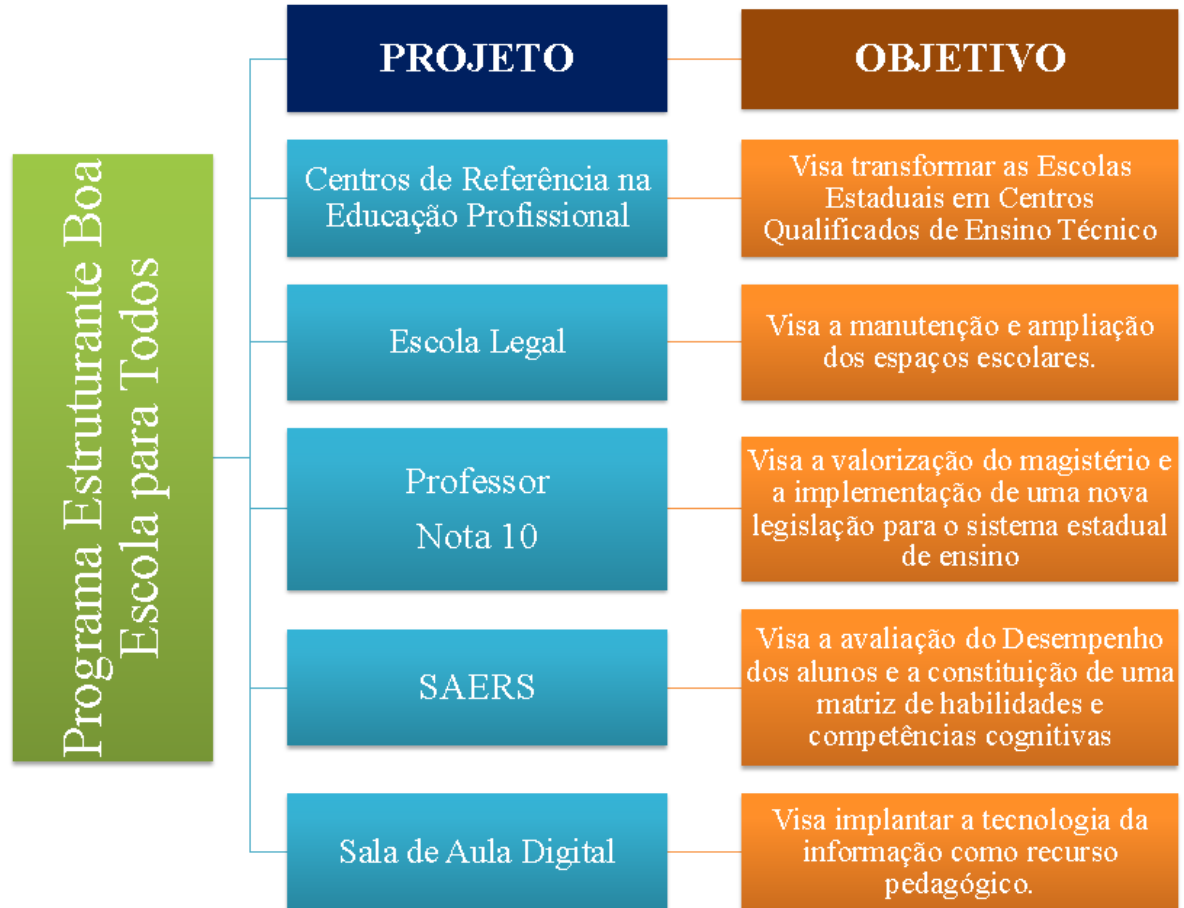 Programa Estruturante Boa
Escola para Todos
PROJETO
OBJETIVO
Centros de Referência na
Educação Profissional
Visa transformar as Escolas
Estaduais em Centros
Qualificados de Ensino Técnico
Escola Legal
Visa a manutenção e ampliação
dos espaços escolares.
Professor
Nota 10
Visa a valorização do magistério e
a implementação de uma nova
legislação para o sistema estadual
de ensino
SAERS
Visa a avaliação do Desempenho
dos alunos e a constituição de uma
matriz de habilidades e
competências cognitivas
Sala de Aula Digital
Visa implantar a tecnologia da
informação como recurso
pedagógico.